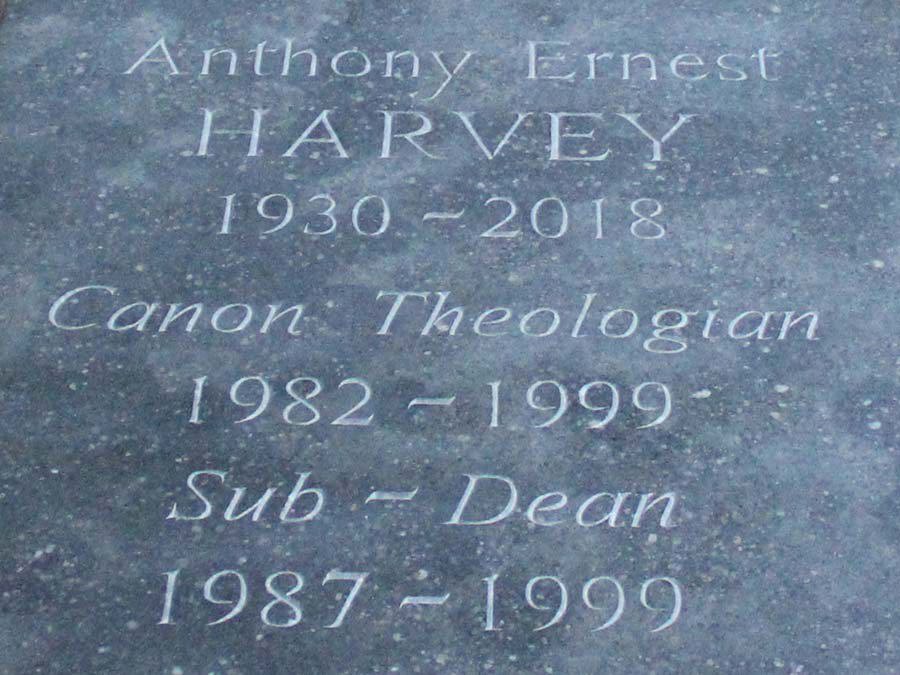 Anthony Ernest
HARVEY
1930 – 2018
Canon Theologian
1982 – 1999
Sub – Dean
1987 – 1999